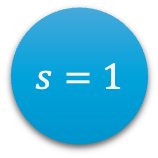 s = 1